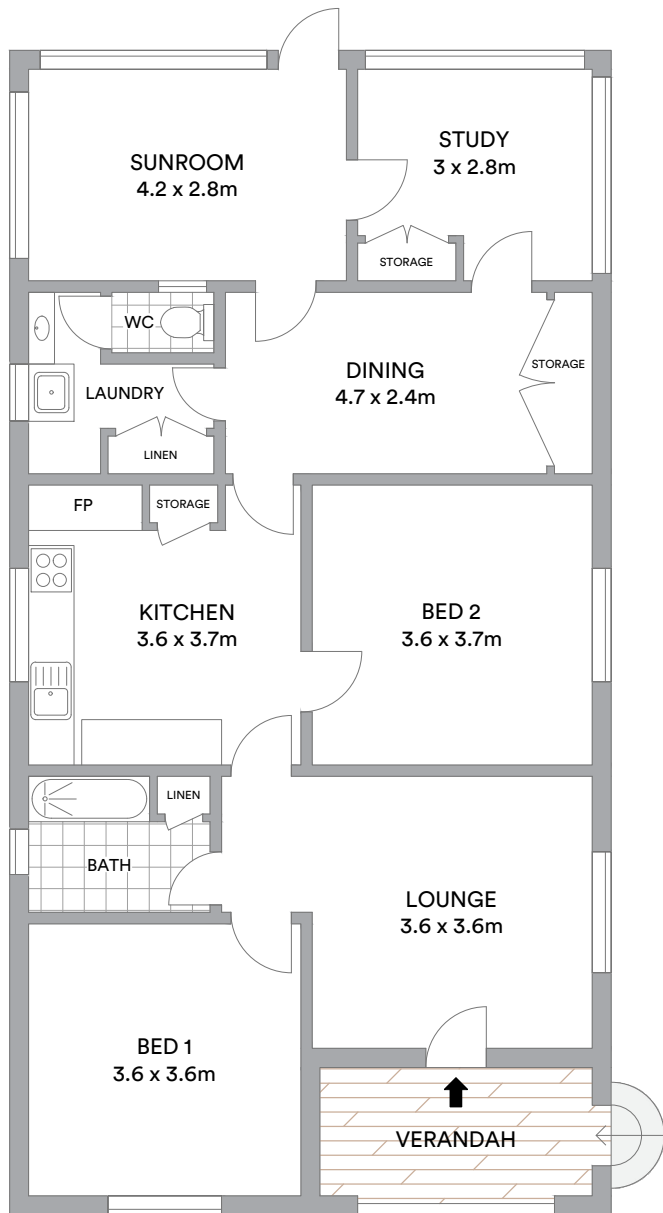 SUNROOM
4.2 x 2.8m
STUDY
3 x 2.8m
STORAGE
WC
LAUNDRY
LINEN
DINING
4.7 x 2.4m
STORAGE
FP
STORAGE
KITCHEN
3.6 x 3.7m
BED 2
3.6 x 3.7m
LINEN
BATH
LOUNGE
3.6 x 3.6m
BED 1
3.6 x 3.6m
VERANDAH